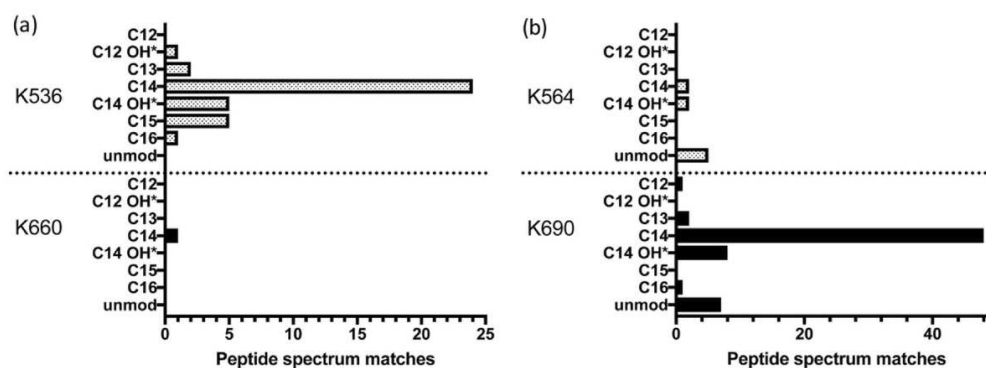 (a)
K536
C12
C12 OH*
C13
C14
C14 OH*
C15
C16
unmod
K660
C12
C12 OH*
C13
C14
C14 OH*
C15
C16
unmod
0 5 10 15 20 25
Peptide spectrum matches
(b)
K564
C12
C12 OH*
C13
C14
C14 OH*
C15
C16
unmod
K690
C12
C12 OH*
C13
C14
C14 OH*
C15
C16
unmod
0 20 40
Peptide spectrum matches